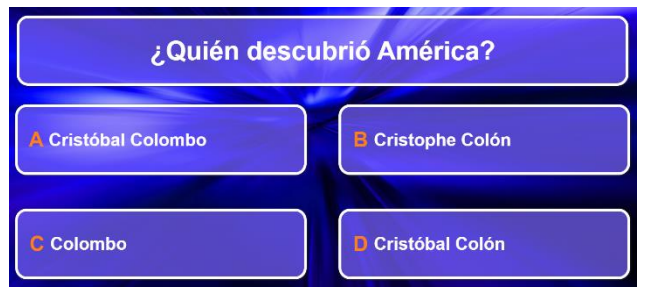 ¿Quién descubrió América?
A Cristóbal Colombo
B Cristophe Colón
C Colombo
D Cristóbal Colón